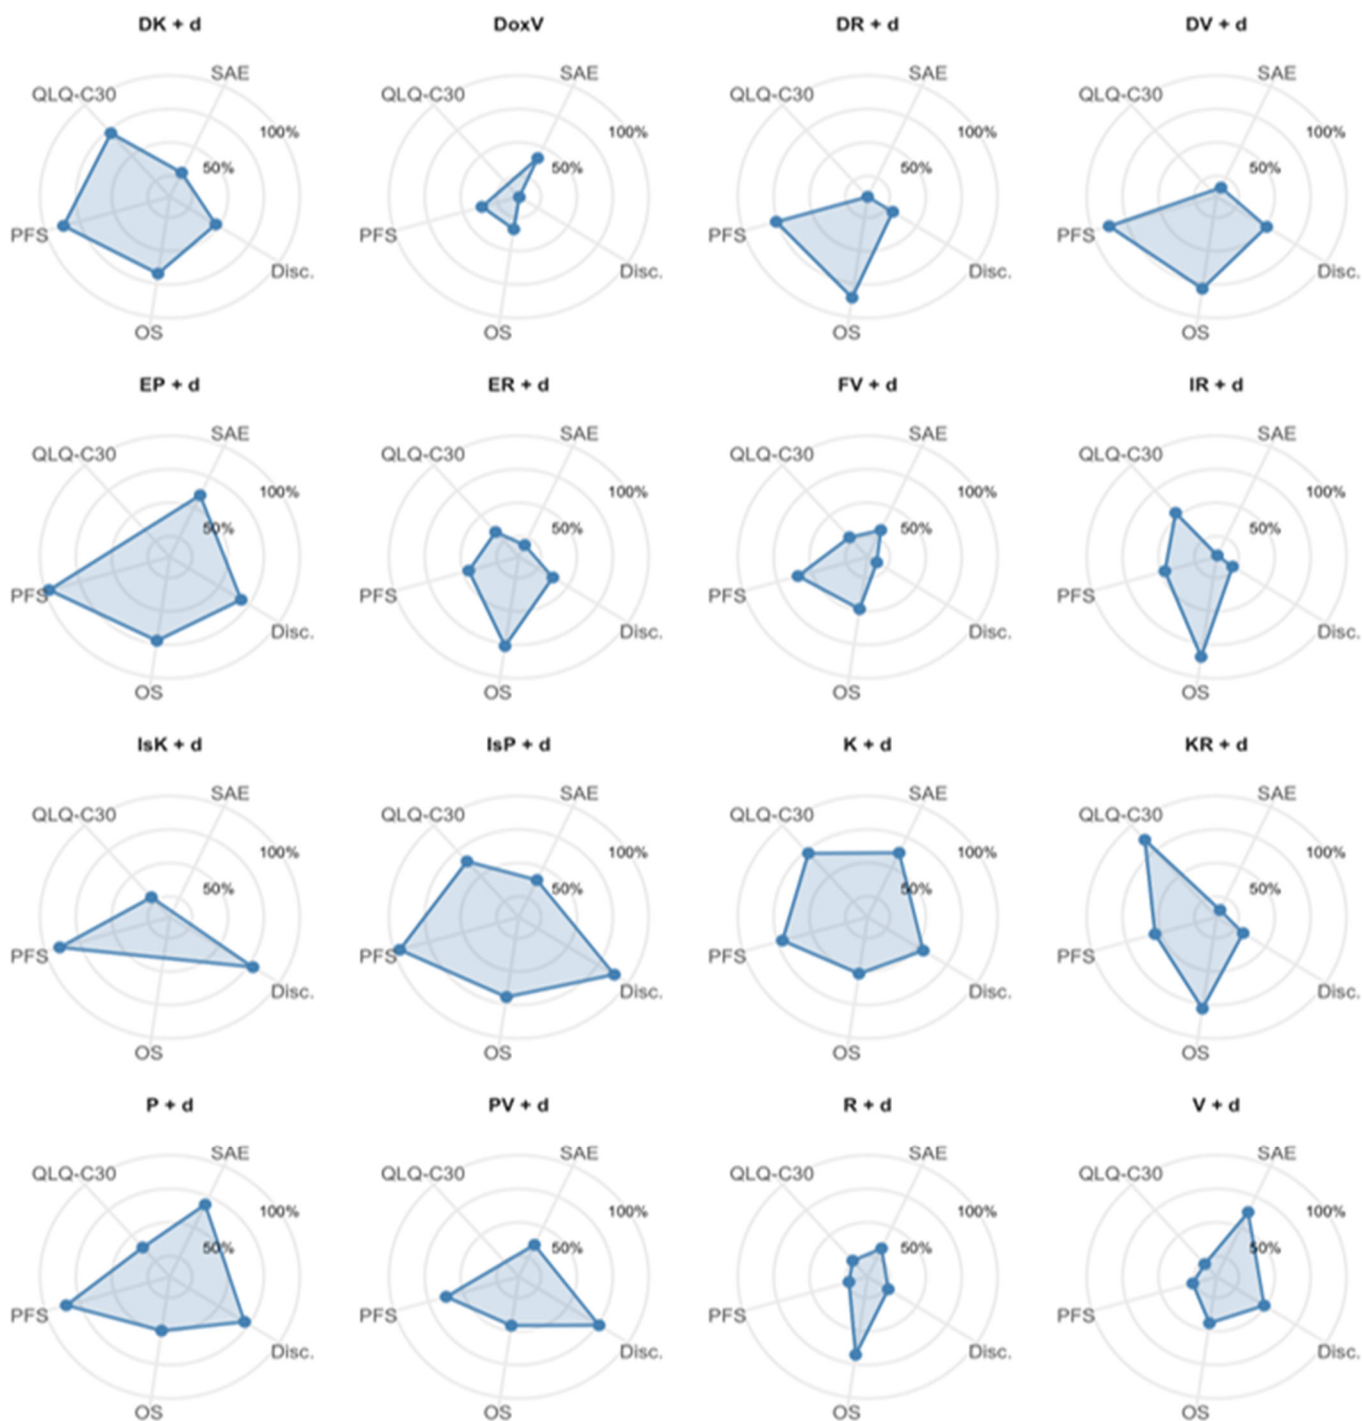 DK + d
DoxV
DR + d
DV + d
SAE
SAE
SAE
SAE
QLQ-C30
QLQ-C30
QLQ-C30
QLQ-C30
100%
100%
100%
100%
50%
50%
50%
50%
PFS
PFS
PFS
PFS
Disc.
Disc.
Disc.
Disc.
OS
OS
OS
OS
EP + d
ER + d
FV + d
IR + d
SAE
SAE
SAE
SAE
QLQ-C30
QLQ-C30
QLQ-C30
QLQ-C30
100%
100%
100%
100%
50%
50%
50%
50%
PFS
PFS
PFS
PFS
Disc.
Disc.
Disc.
Disc.
OS
OS
OS
OS
IsK + d
IsP + d
K + d
KR + d
SAE
SAE
SAE
SAE
QLQ-C30
QLQ-C30
QLQ-C30
QLQ-C30
100%
100%
100%
100%
50%
50%
50%
50%
PFS
PFS
PFS
PFS
Disc.
Disc.
Disc.
Disc.
OS
OS
OS
OS
P + d
PV + d
R + d
V + d
SAE
SAE
SAE
SAE
QLQ-C30
QLQ-C30
QLQ-C30
QLQ-C30
100%
100%
100%
100%
50%
50%
50%
50%
PFS
PFS
PFS
PFS
Disc.
Disc.
Disc.
Disc.
OS
OS
OS
OS